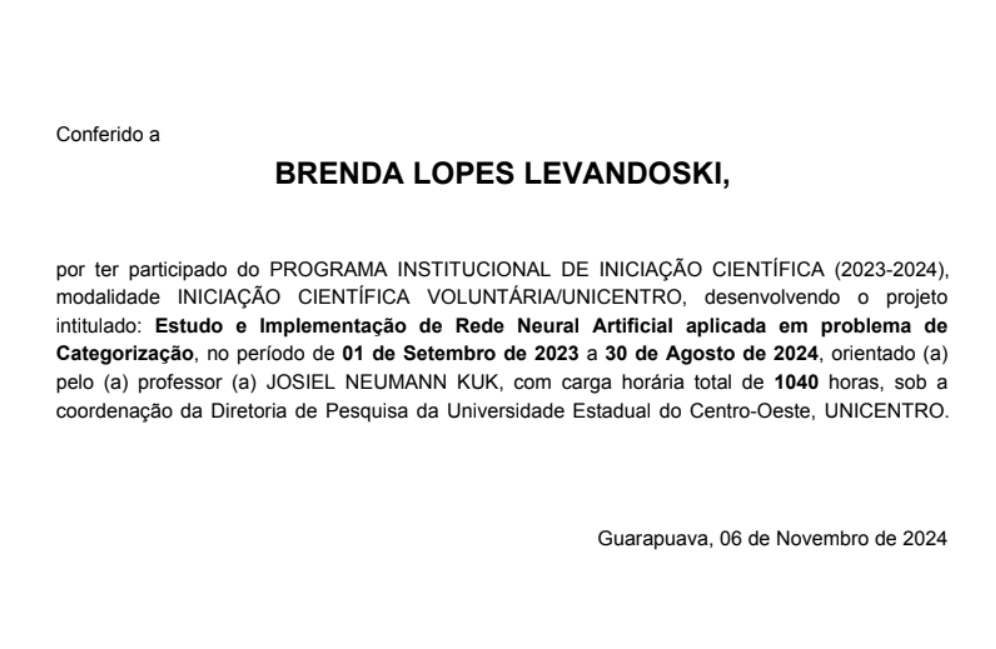 Conferido a
BRENDA LOPES LEVANDOSKI,
por ter participado do PROGRAMA INSTITUCIONAL DE INICIAÇÃO CIENTÍFICA (2023-2024),
modalidade INICIAÇÃO CIENTÍFICA VOLUNTÁRIA/UNICENTRO, desenvolvendo o projeto
intitulado: Estudo e Implementação de Rede Neural Artificial aplicada em problema de
Categorização, no período de 01 de Setembro de 2023 a 30 de Agosto de 2024, orientado (a)
pelo (a) professor (a) JOSIEL NEUMANN KUK, com carga horária total de 1040 horas, sob a
coordenação da Diretoria de Pesquisa da Universidade Estadual do Centro-Oeste, UNICENTRO.
Guarapuava, 06 de Novembro de 2024